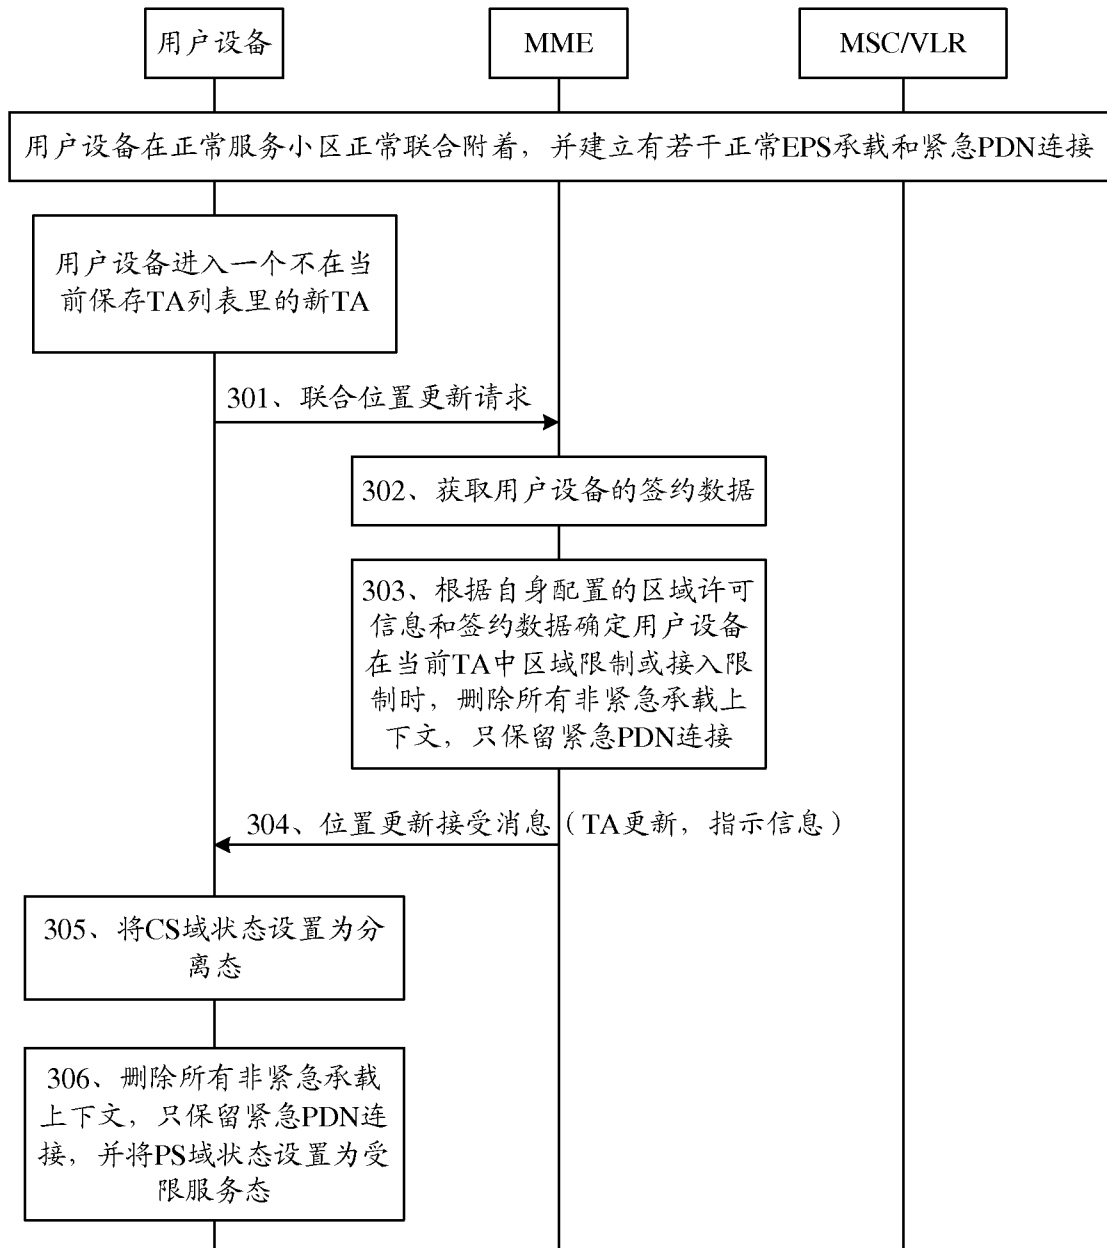 用户设备
MME
MSC/VLR
用户设备在正常服务小区正常联合附着，并建立有若干正常EPS承载和紧急PDN连接
用户设备进入一个不在当
前保存TA列表里的新TA
301、联合位置更新请求
302、获取用户设备的签约数据
303、根据自身配置的区域许可
信息和签约数据确定用户设备
在当前TA中区域限制或接入限
制时，删除所有非紧急承载上
下文，只保留紧急PDN连接
304、位置更新接受消息（TA更新，指示信息）
305、将CS域状态设置为分
离态
306、删除所有非紧急承载
上下文，只保留紧急PDN连
接，并将PS域状态设置为受
限服务态